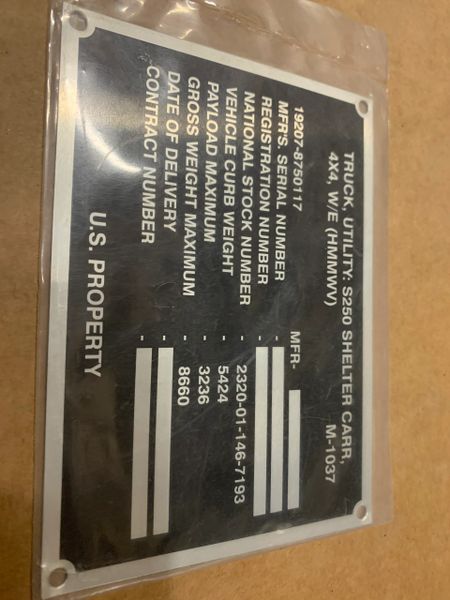 TRUCK, UTILITY: S250 SHELTER CARR,
4X4, W/E (HMMWV) M-1037
19207-8750117 MFR-
MFR'S. SERIAL NUMBER -
REGISTRATION NUMBER -
NATIONAL STOCK NUMBER - 2320-01-146-7193
VEHICLE CURB WEIGHT - 5424
PAYLOAD MAXIMUM - 3236
GROSS WEIGHT MAXIMUM - 8660
DATE OF DELIVERY -
CONTRACT NUMBER -
U.S. PROPERTY